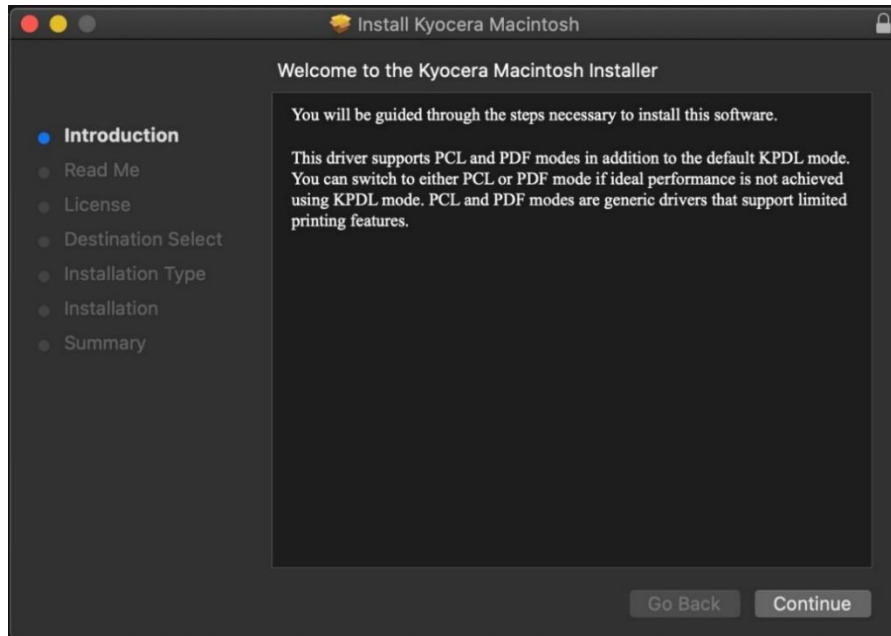 Install Kyocera Macintosh
Welcome to the Kyocera Macintosh Installer
Introduction
Read Me
License
Destination Select
Installation Type
Installation
Summary
You will be guided through the steps necessary to install this software.
This driver supports PCL and PDF modes in addition to the default KPDL mode.
You can switch to either PCL or PDF mode if ideal performance is not achieved
using KPDL mode. PCL and PDF modes are generic drivers that support limited
printing features.
Go Back
Continue